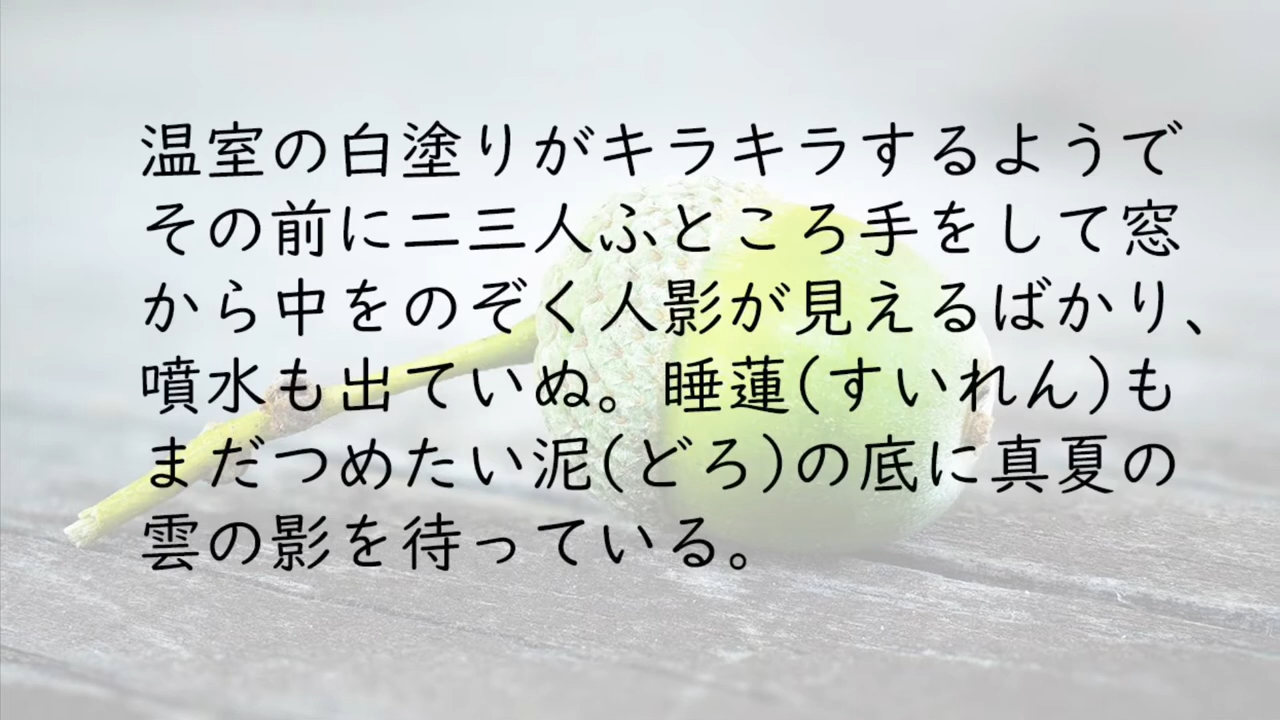 温室の白塗りがキラキラするようで
その前に二三人ふところ手をして窓
から中をのぞく人影が見えるばかり、
噴水も出ていぬ。睡蓮(すいれん)も
まだつめたい泥(どろ)の底に真夏の
雲の影を待っている。